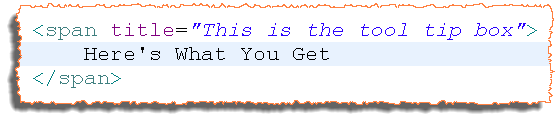 <span title="This is the tool tip box">
Here's What You Get
</span>